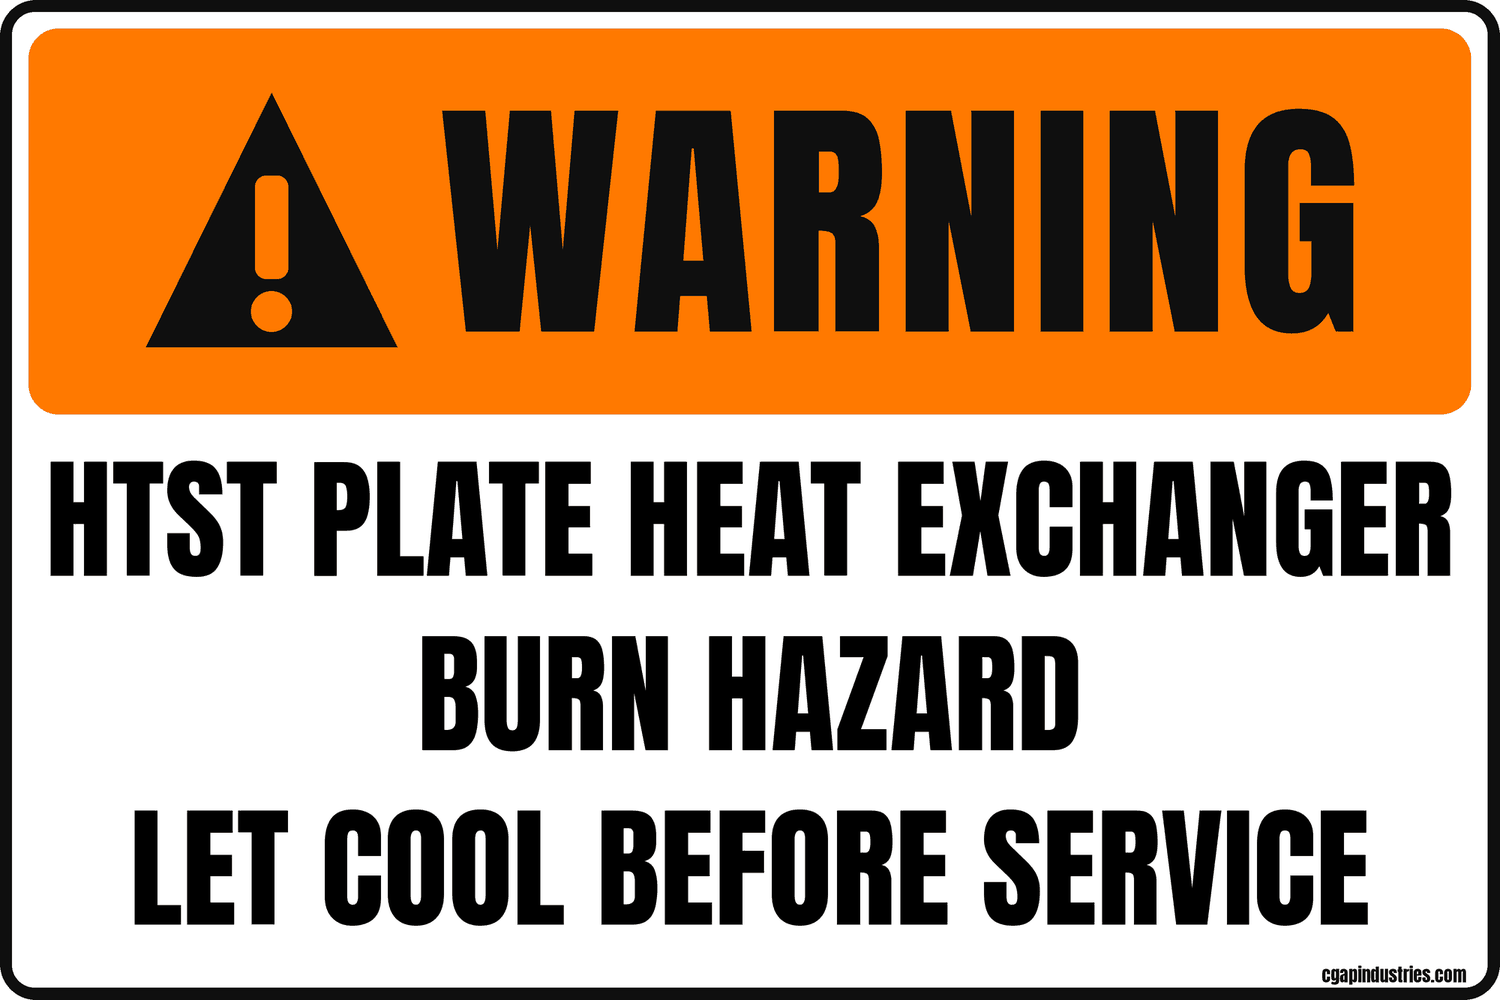 WARNING
HTST PLATE HEAT EXCHANGER
BURN HAZARD
LET COOL BEFORE SERVICE
cgapindustries.com